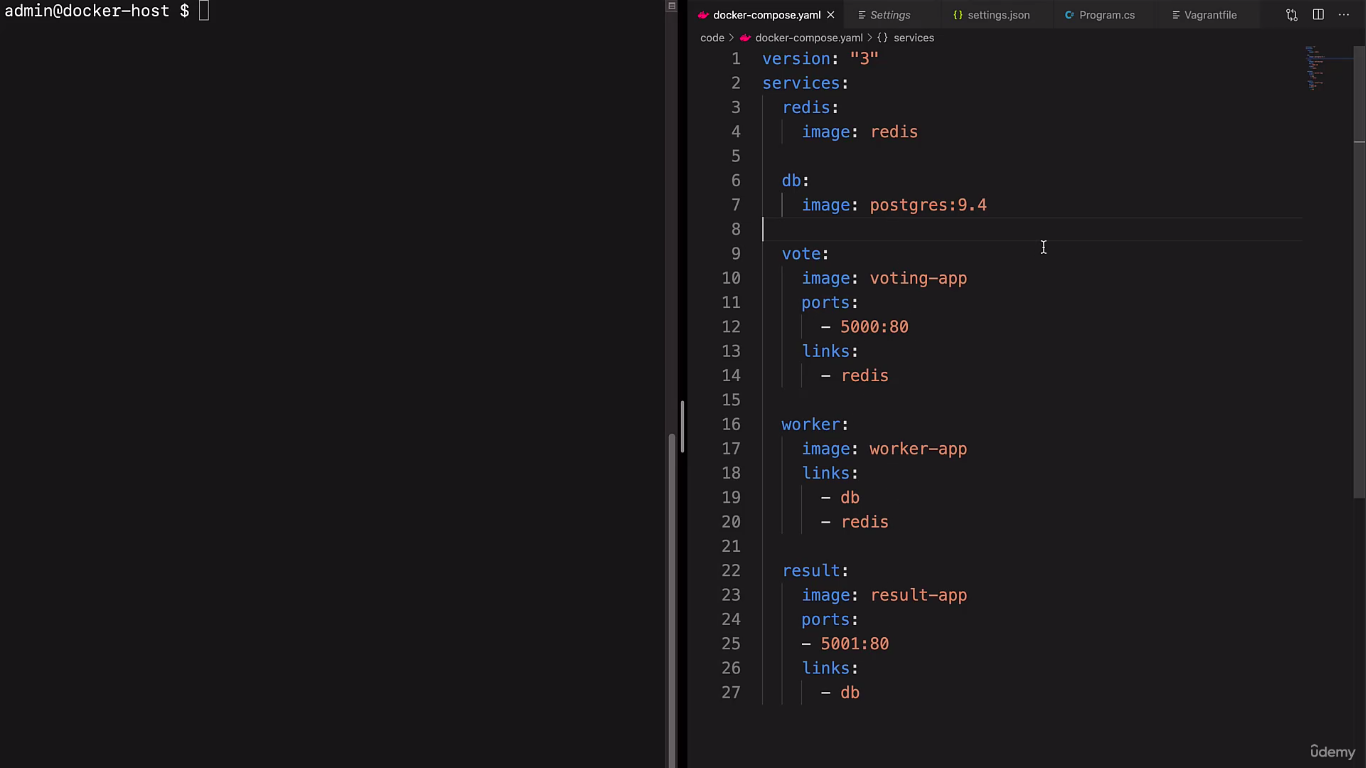 admin@docker-host $
docker-compose.yaml
Settings
{} settings.json
Program.cs
Vagrantfile
code > docker-compose.yaml > {} services
1 version: "3"
2 services:
3   redis:
4     image: redis
5
6   db:
7     image: postgres:9.4
8
9   vote:
10     image: voting-app
11     ports:
12       - 5000:80
13     links:
14       - redis
15
16   worker:
17     image: worker-app
18     links:
19       - db
20       - redis
21
22   result:
23     image: result-app
24     ports:
25     - 5001:80
26     links:
27       - db
ûdemy